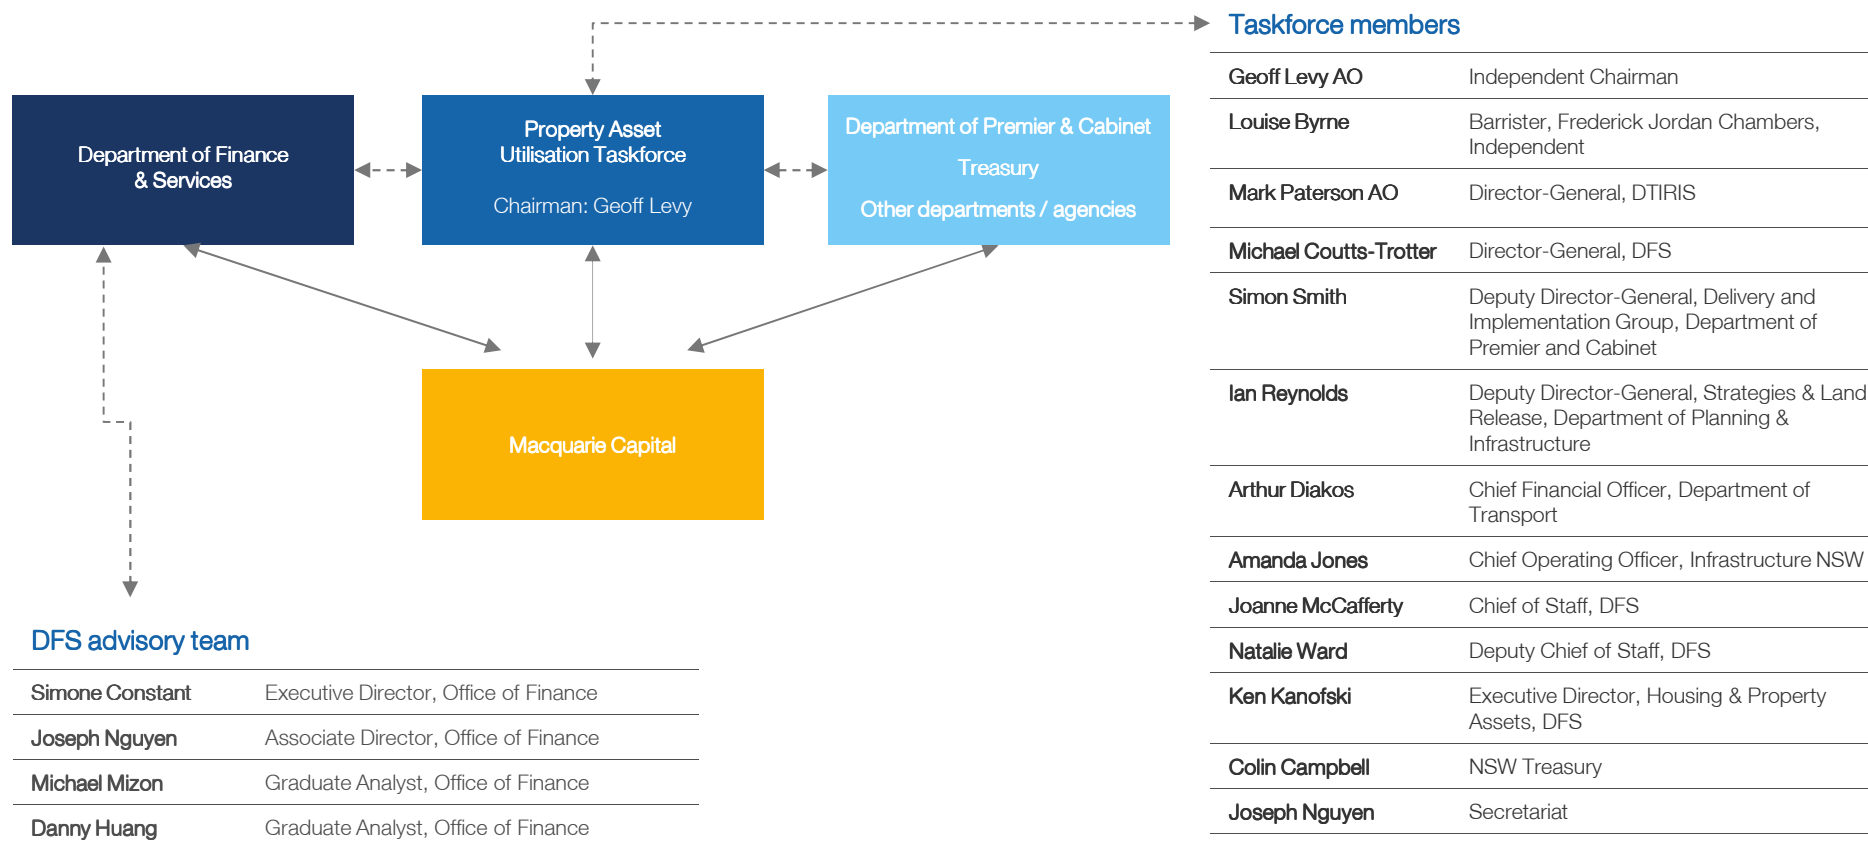 Department of Finance
& Services
Property Asset
Utilisation Taskforce
Chairman: Geoff Levy
Department of Premier & Cabinet
Treasury
Other departments / agencies
Macquarie Capital
DFS advisory team
Simone Constant Executive Director, Office of Finance
Joseph Nguyen Associate Director, Office of Finance
Michael Mizon Graduate Analyst, Office of Finance
Danny Huang Graduate Analyst, Office of Finance
Taskforce members
Geoff Levy AO Independent Chairman
Louise Byrne Barrister, Frederick Jordan Chambers,
Independent
Mark Paterson AO Director-General, DTIRIS
Michael Coutts-Trotter Director-General, DFS
Simon Smith Deputy Director-General, Delivery and
Implementation Group, Department of
Premier and Cabinet
Ian Reynolds Deputy Director-General, Strategies & Land
Release, Department of Planning &
Infrastructure
Arthur Diakos Chief Financial Officer, Department of
Transport
Amanda Jones Chief Operating Officer, Infrastructure NSW
Joanne McCafferty Chief of Staff, DFS
Natalie Ward Deputy Chief of Staff, DFS
Ken Kanofski Executive Director, Housing & Property
Assets, DFS
Colin Campbell NSW Treasury
Joseph Nguyen Secretariat